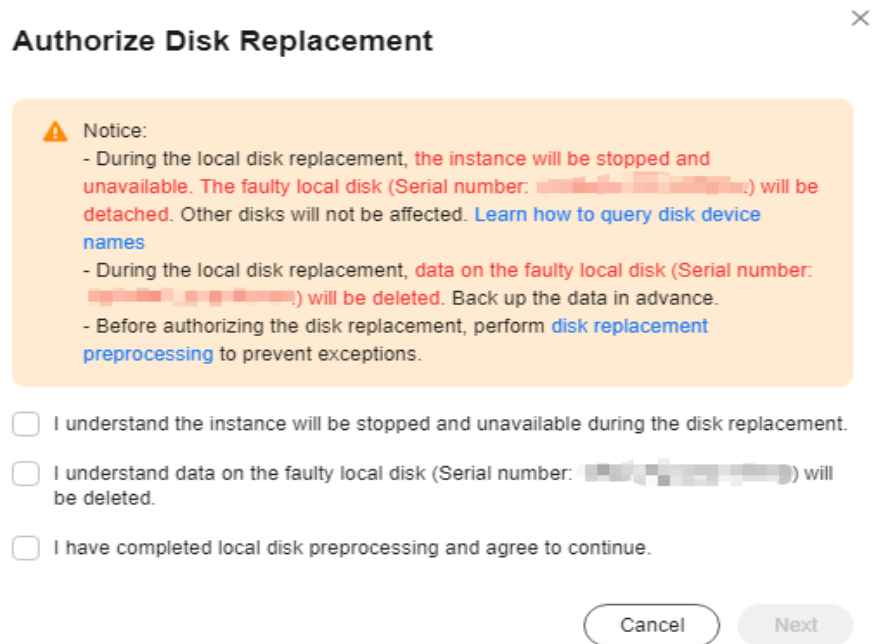 Authorize Disk Replacement
Notice:
- During the local disk replacement, the instance will be stopped and
unavailable. The faulty local disk (Serial number: .) will be
detached. Other disks will not be affected. Learn how to query disk device
names
- During the local disk replacement, data on the faulty local disk (Serial number:
.) will be deleted. Back up the data in advance.
- Before authorizing the disk replacement, perform disk replacement
preprocessing to prevent exceptions.
I understand the instance will be stopped and unavailable during the disk replacement.
I understand data on the faulty local disk (Serial number: ) will
be deleted.
I have completed local disk preprocessing and agree to continue.
Cancel Next